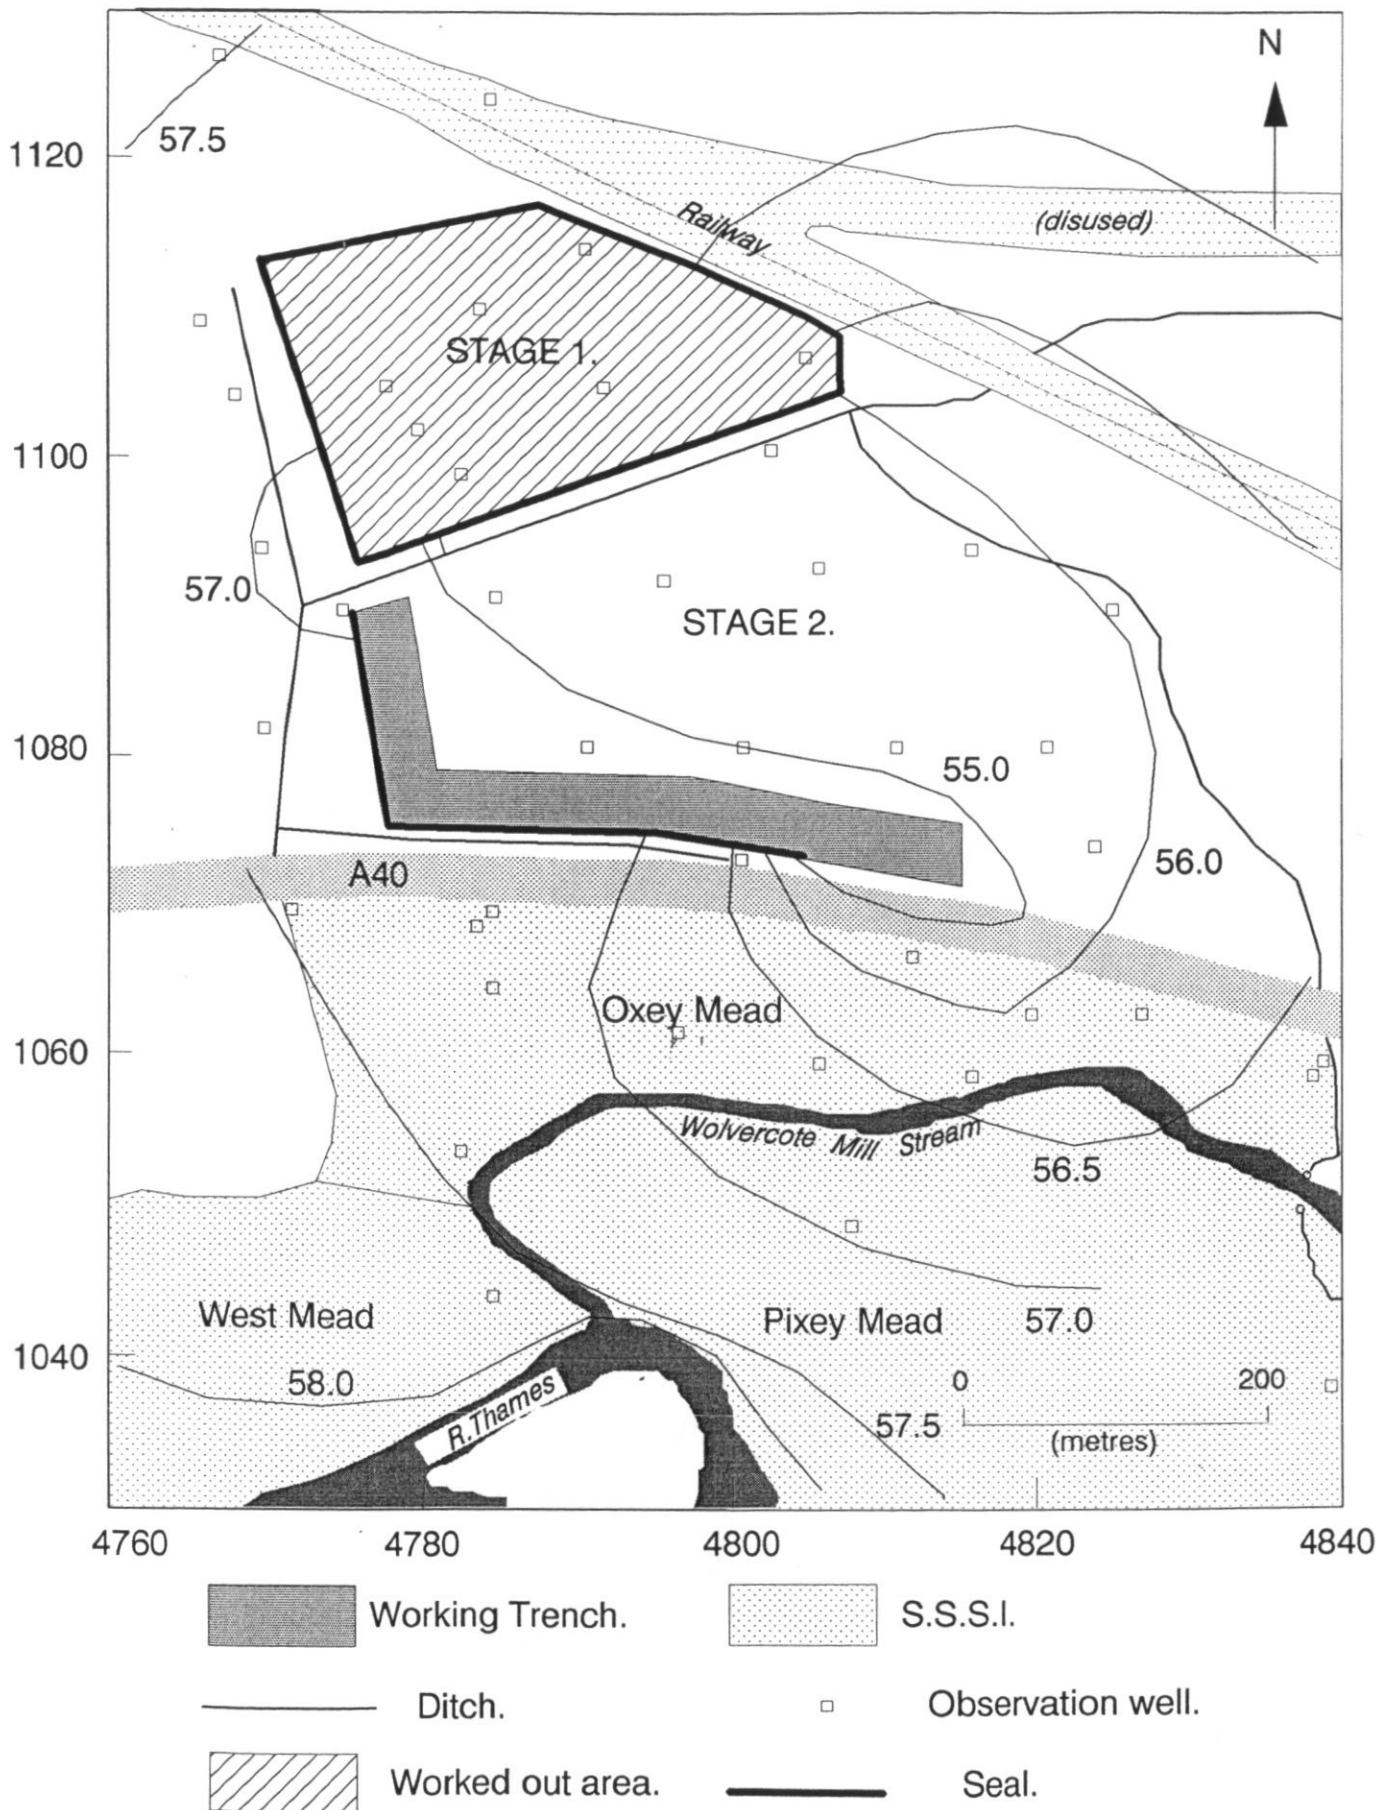 N
57.5
1120
Railway
(disused)
STAGE 1.
1100
57.0
STAGE 2.
1080
55.0
A40
56.0
Oxey Mead
1060
Wolvercote Mill Stream
56.5
West Mead
Pixey Mead
57.0
1040
58.0
0 200
R.Thames
57.5
(metres)
4760 4780 4800 4820 4840
Working Trench.
S.S.S.I.
Ditch.
Observation well.
Worked out area.
Seal.